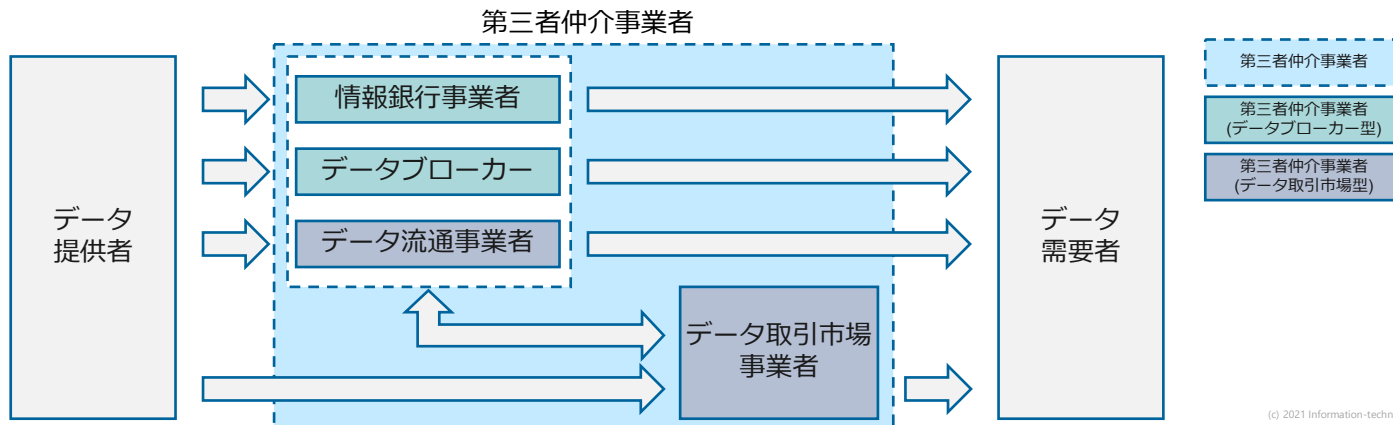 第三者仲介事業者
データ
提供者
情報銀行事業者
データブローカー
データ流通事業者
データ取引市場
事業者
データ
需要者
第三者仲介事業者
第三者仲介事業者
(データブローカー型)
第三者仲介事業者
(データ取引市場型)
(c) 2021 Information-techn